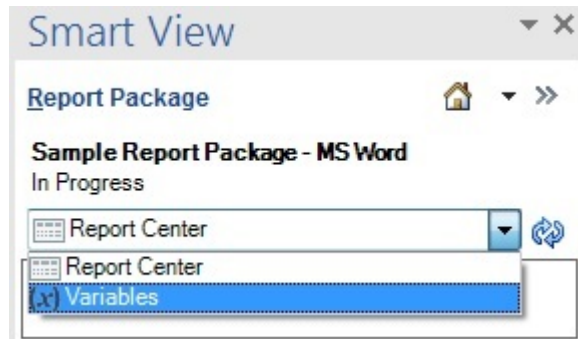 Smart View
Report Package
Sample Report Package - MS Word
In Progress
Report Center
Report Center
(x) Variables